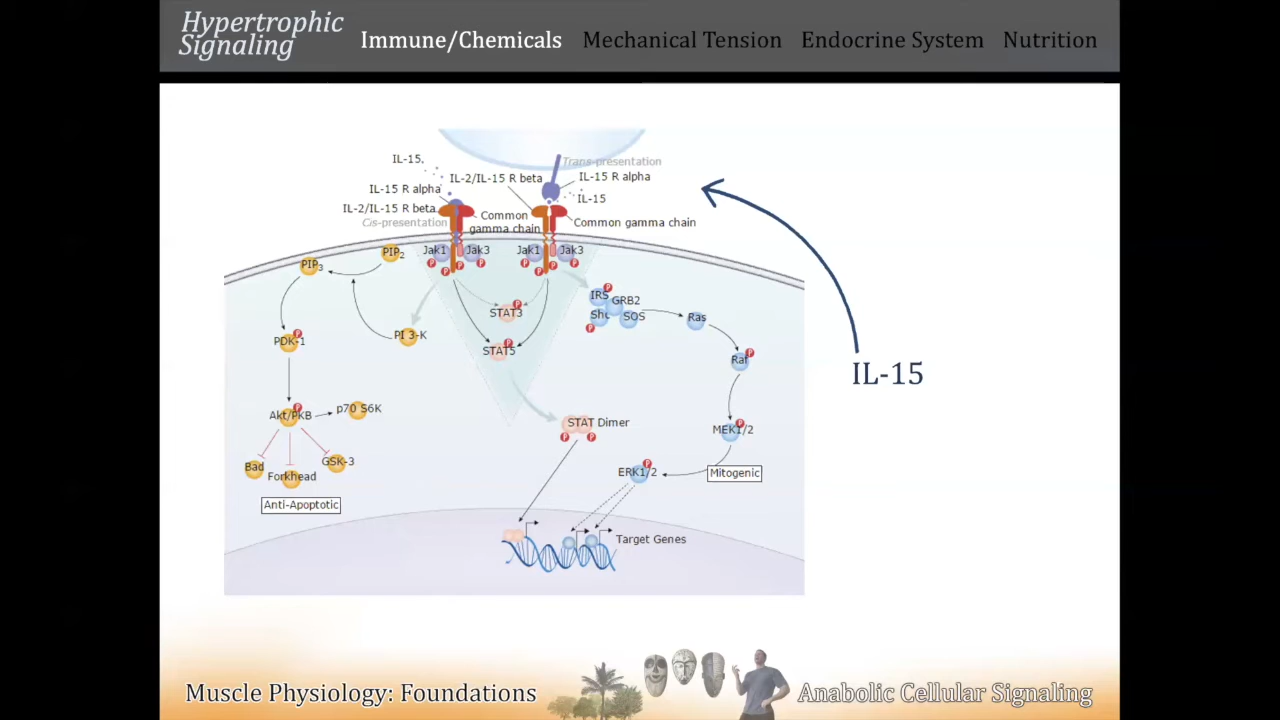 Hypertrophic
Signaling
Immune/Chemicals Mechanical Tension Endocrine System Nutrition
IL-15
Trans-presentation
IL-2/IL-15 R beta
IL-15 R alpha
IL-15 R alpha
IL-15
IL-2/IL-15 R beta
Common
gamma chain
Cis-presentation
Common gamma chain
PIP3
PIP2
Jak1
Jak3
Jak1
Jak3
P
P
P
P
P
P
P
P
IRS
P
GRB2
Shc
SOS
P
Ras
STAT3
P
PDK-1
P
PI 3-K
P
STAT5
P
Raf
P
IL-15
Akt/PKB
P
p70 S6K
STAT Dimer
P
P
MEK1/2
P
Bad
Forkhead
GSK-3
ERK1/2
P
Mitogenic
Anti-Apoptotic
Target Genes
Muscle Physiology: Foundations
Anabolic Cellular Signaling